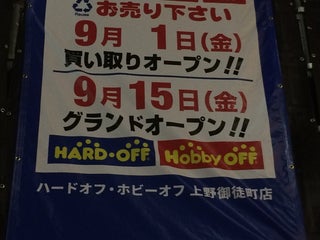 お売り下さい
9月 1日(金)
買い取りオープン!!
9月15日(金)
グランドオープン!!
HARD・OFF Hobby OFF
ハードオフ・ホビーオフ 上野御徒町店